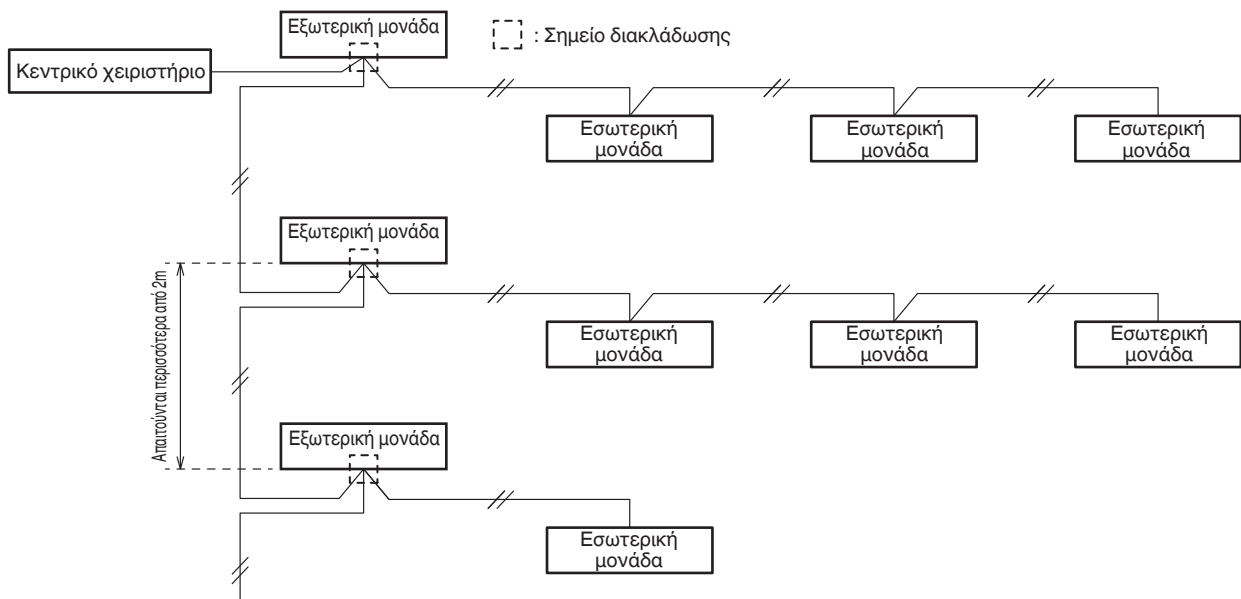 Εξωτερική μονάδα
: Σημείο διακλάδωσης
Κεντρικό χειριστήριο
Εσωτερική
μονάδα
Εσωτερική
μονάδα
Εσωτερική
μονάδα
Εξωτερική μονάδα
Απαιτούνται περισσότερα από 2m
Εσωτερική
μονάδα
Εσωτερική
μονάδα
Εσωτερική
μονάδα
Εξωτερική μονάδα
Εσωτερική
μονάδα